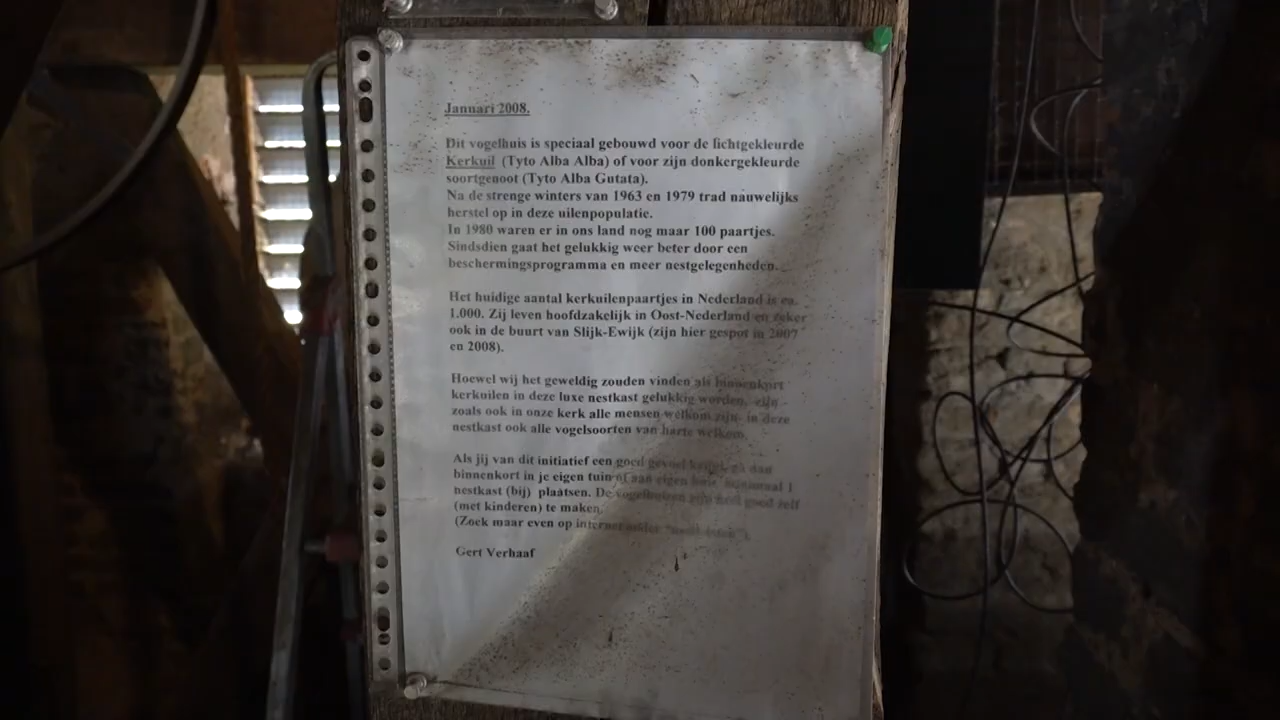 Januari 2008.
Dit vogelhuis is speciaal gebouwd voor de lichtgekleurde
Kerkuil (Tyto Alba Alba) of voor zijn donkergekleurde
soortgenoot (Tyto Alba Gutata).
Na de strenge winters van 1963 en 1979 trad nauwelijks
herstel op in deze uilenpopulatie.
In 1980 waren er in ons land nog maar 100 paartjes.
Sindsdien gaat het gelukkig weer beter door een
beschermingsprogramma en meer nestgelegenheden.
Het huidige aantal kerkuilenpaartjes in Nederland is ca.
1.000. Zij leven hoofdzakelijk in Oost-Nederland en zeker
ook in de buurt van Slijk-Ewijk (zijn hier gespot in 2007
en 2008).
Hoewel wij het geweldig zouden vinden als binnenkort
kerkuilen in deze luxe nestkast gelukkig worden, zijn
zoals ook in onze kerk alle mensen welkom zijn- in deze
nestkast ook alle vogelsoorten van harte welkom.
Als jij van dit initiatief een goed gevoel krijgt, ga dan
binnenkort in je eigen tuin of aan eigen huis minimaal 1
nestkast (bij) plaatsen. De vogelhuizen zijn heel goed zelf
(met kinderen) te maken.
(Zoek maar even op internet onder
Gert Verhaaf